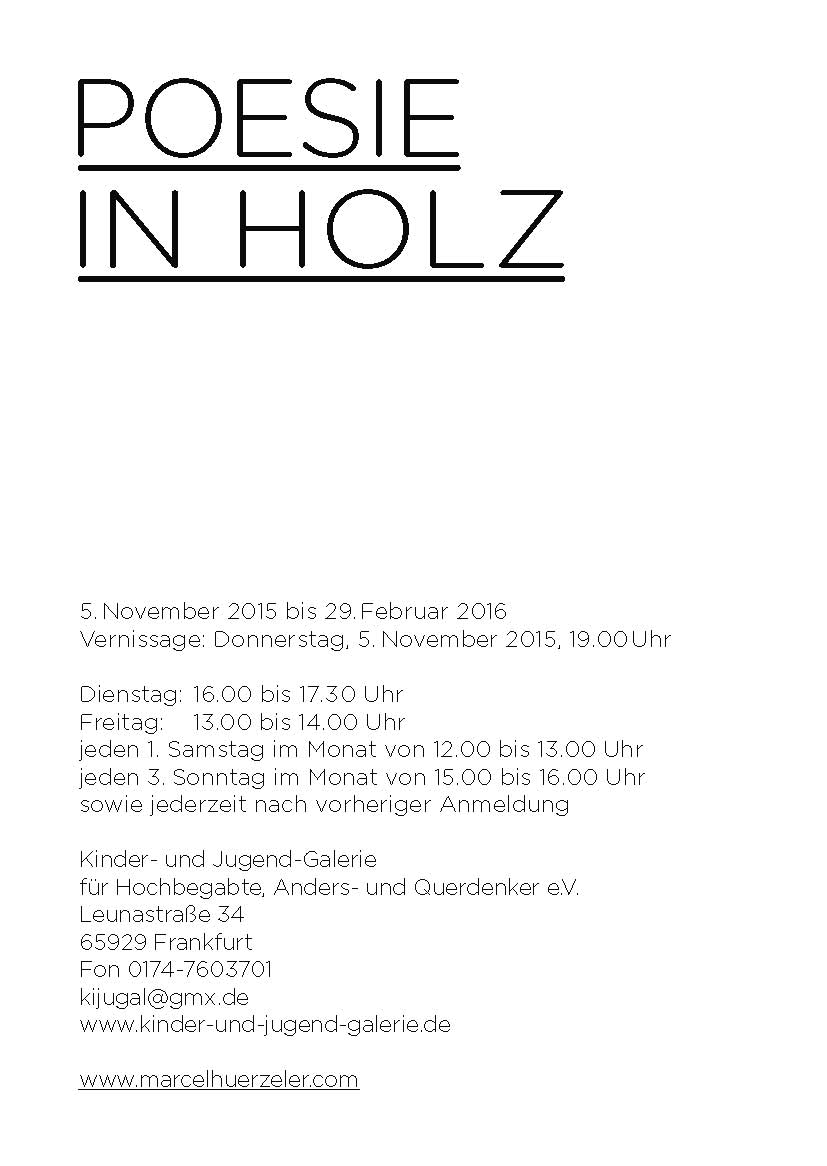 POESIE
IN HOLZ
5. November 2015 bis 29. Februar 2016
Vernissage: Donnerstag, 5. November 2015, 19.00 Uhr
Dienstag: 16.00 bis 17.30 Uhr
Freitag: 13.00 bis 14.00 Uhr
jeden 1. Samstag im Monat von 12.00 bis 13.00 Uhr
jeden 3. Sonntag im Monat von 15.00 bis 16.00 Uhr
sowie jederzeit nach vorheriger Anmeldung
Kinder- und Jugend-Galerie
für Hochbegabte, Anders- und Querdenker e.V.
Leunastraße 34
65929 Frankfurt
Fon 0174-7603701
kijugal@gmx.de
www.kinder-und-jugend-galerie.de
www.marcelhuerzeler.com